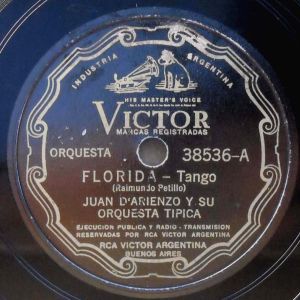 INDUSTRIA ARGENTINA
HIS MASTER'S VOICE
VICTOR
MARCAS REGISTRADAS
ORQUESTA 38536-A
FLORIDA - Tango
(Raimundo Petillo)
JUAN D'ARIENZO Y SU
ORQUESTA TIPICA
EJECUCION PUBLICA Y RADIO - TRANSMISION
RESERVADAS POR RCA VICTOR ARGENTINA
RCA VICTOR ARGENTINA
BUENOS AIRES